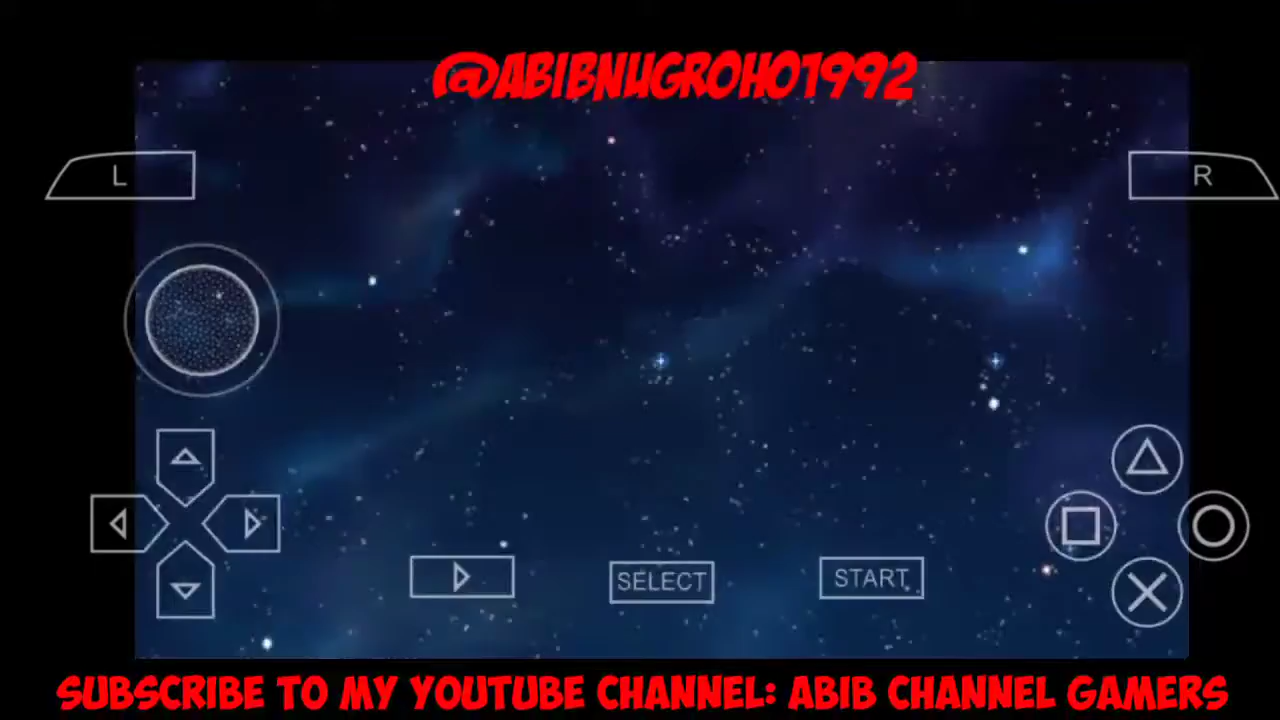 @ABIBNUGROHO1992
L
R
SELECT
START
SUBSCRIBE TO MY YOUTUBE CHANNEL: ABIB CHANNEL GAMERS